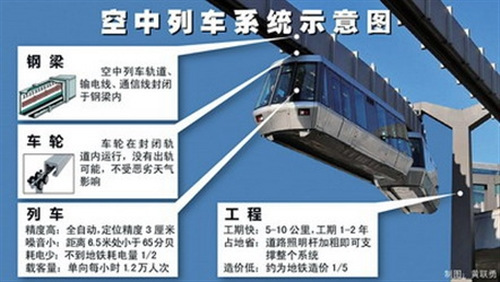 空中列车系统示意图
钢梁
空中列车轨道、
输电线、通信线封闭
于钢梁内
车轮
车轮在封闭轨
道内运行，没有出轨
可能，不受恶劣天气
影响
列车
精度高：全自动，定位精度3厘米
噪音小：距离6.5米处小于65分贝
耗电少：不到地铁耗电量1/2
载客量：单向每小时1.2万人次
工程
工期快：5-10公里，工期1-2年
占地省：道路照明杆加粗即可支
撑整个系统
造价低：约为地铁造价1/5
制图：黄联勇